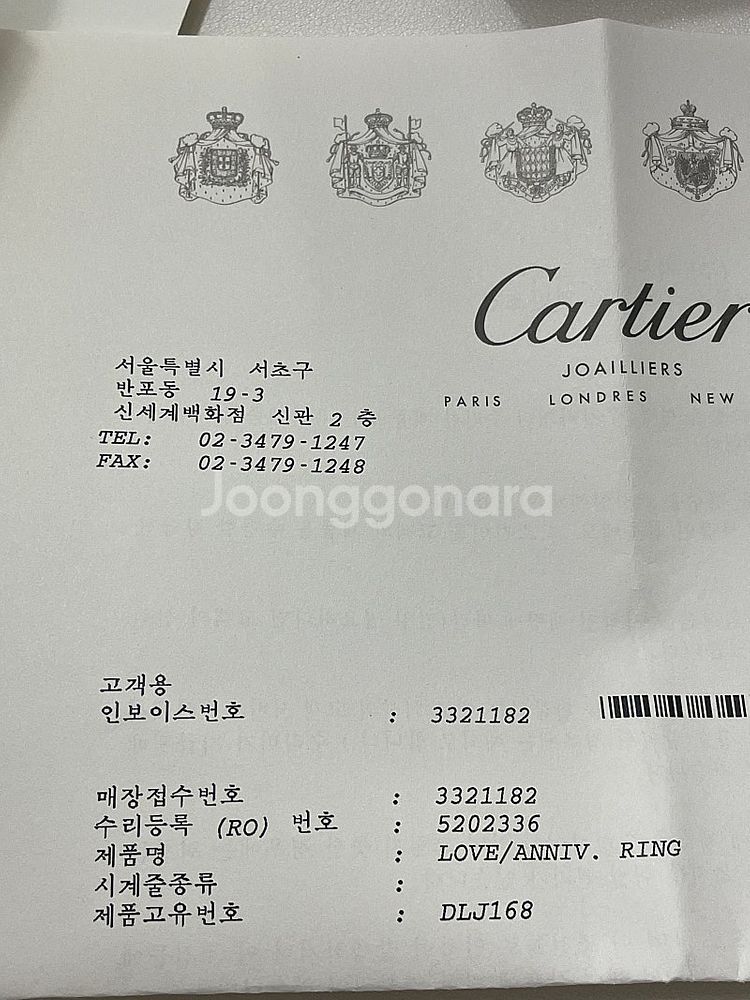 Cartier
JOAILLIERS
PARIS LONDRES NEW
서울특별시 서초구
반포동 19-3
신세계백화점 신관 2 층
TEL: 02-3479-1247
FAX: 02-3479-1248
Joonggonara
고객용
인보이스번호 : 3321182
매장접수번호 : 3321182
수리등록 (RO) 번호 : 5202336
제품명 : LOVE/ANNIV. RING
시계줄종류 :
제품고유번호 : DLJ168